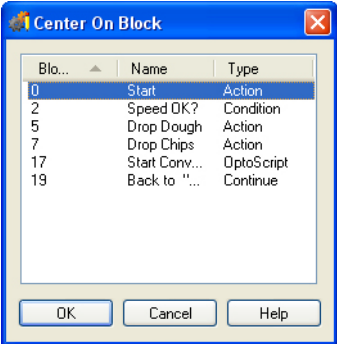 Center On Block
Blo... Name Type
0 Start Action
2 Speed OK? Condition
5 Drop Dough Action
7 Drop Chips Action
17 Start Conv... OptoScript
19 Back to "... Continue
OK Cancel Help